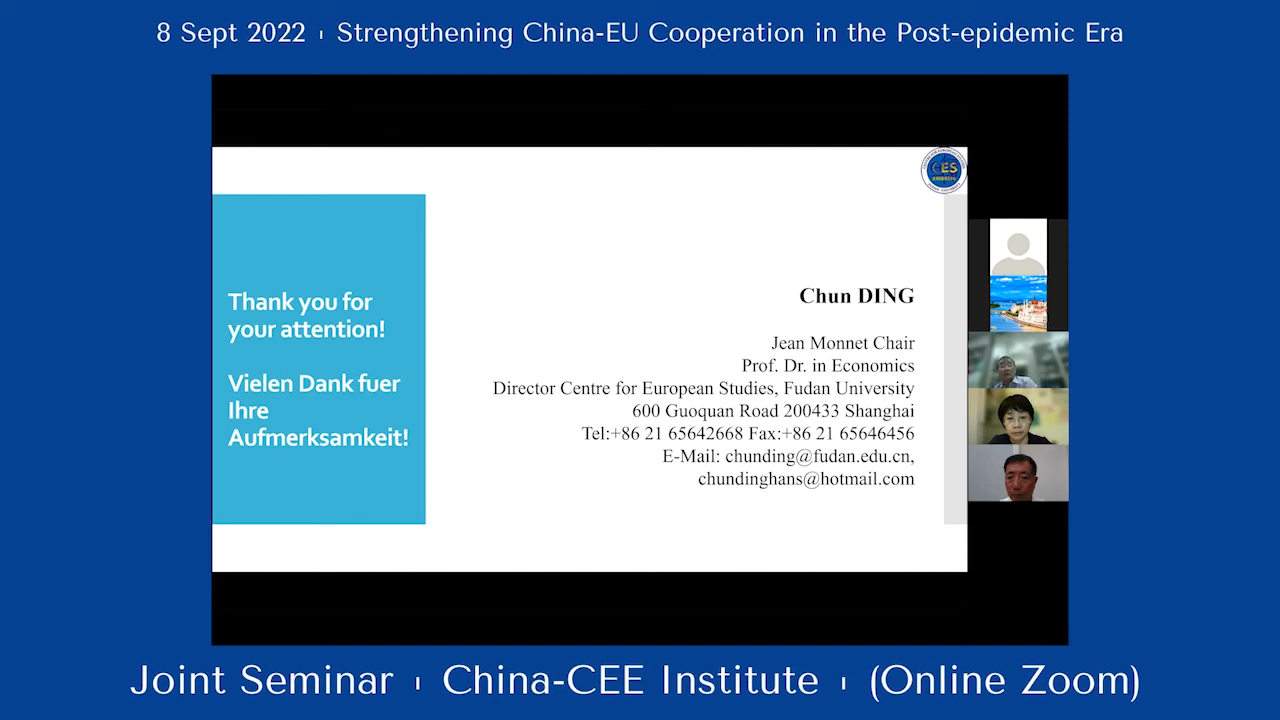 8 Sept 2022 ı Strengthening China-EU Cooperation in the Post-epidemic Era
CES
Thank you for
your attention!
Vielen Dank fuer
Ihre
Aufmerksamkeit!
Chun DING
Jean Monnet Chair
Prof. Dr. in Economics
Director Centre for European Studies, Fudan University
600 Guoquan Road 200433 Shanghai
Tel:+86 21 65642668 Fax:+86 21 65646456
E-Mail: chunding@fudan.edu.cn,
chundinghans@hotmail.com
Joint Seminar ı China-CEE Institute ı (Online Zoom)